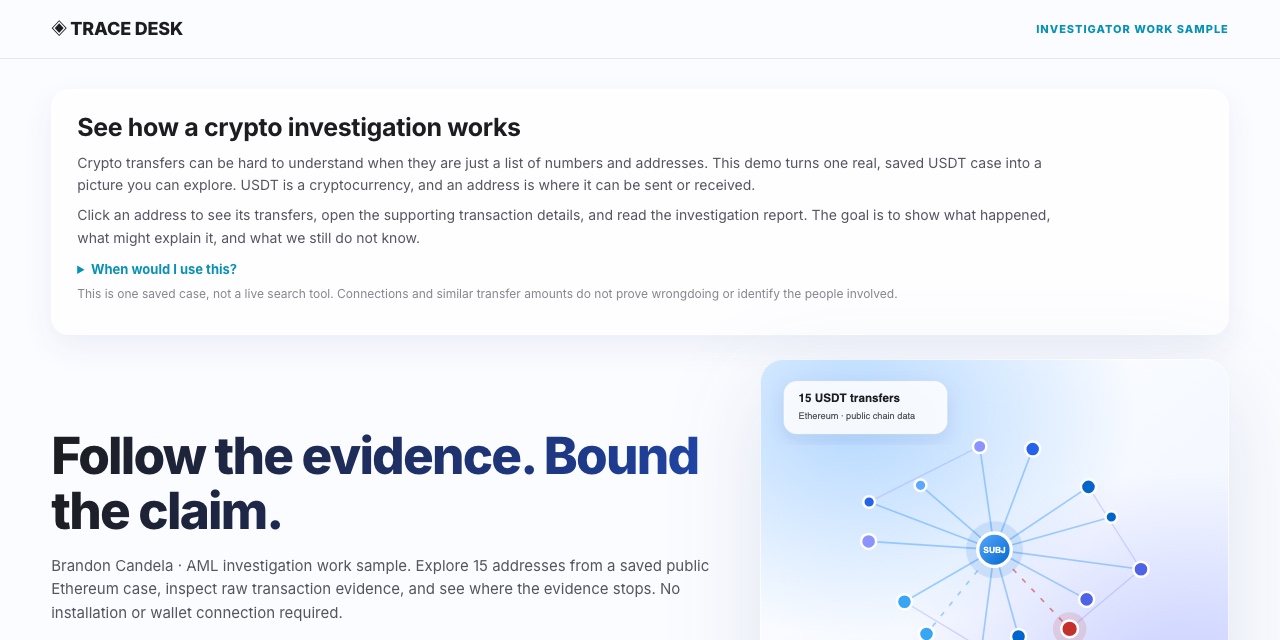 TRACE DESK
INVESTIGATOR WORK SAMPLE
See how a crypto investigation works
Crypto transfers can be hard to understand when they are just a list of numbers and addresses. This demo turns one real, saved USDT case into a
picture you can explore. USDT is a cryptocurrency, and an address is where it can be sent or received.
Click an address to see its transfers, open the supporting transaction details, and read the investigation report. The goal is to show what happened,
what might explain it, and what we still do not know.
When would I use this?
This is one saved case, not a live search tool. Connections and similar transfer amounts do not prove wrongdoing or identify the people involved.
15 USDT transfers
Ethereum · public chain data
SUBJ
Follow the evidence. Bound
the claim.
Brandon Candela · AML investigation work sample. Explore 15 addresses from a saved public
Ethereum case, inspect raw transaction evidence, and see where the evidence stops. No
installation or wallet connection required.